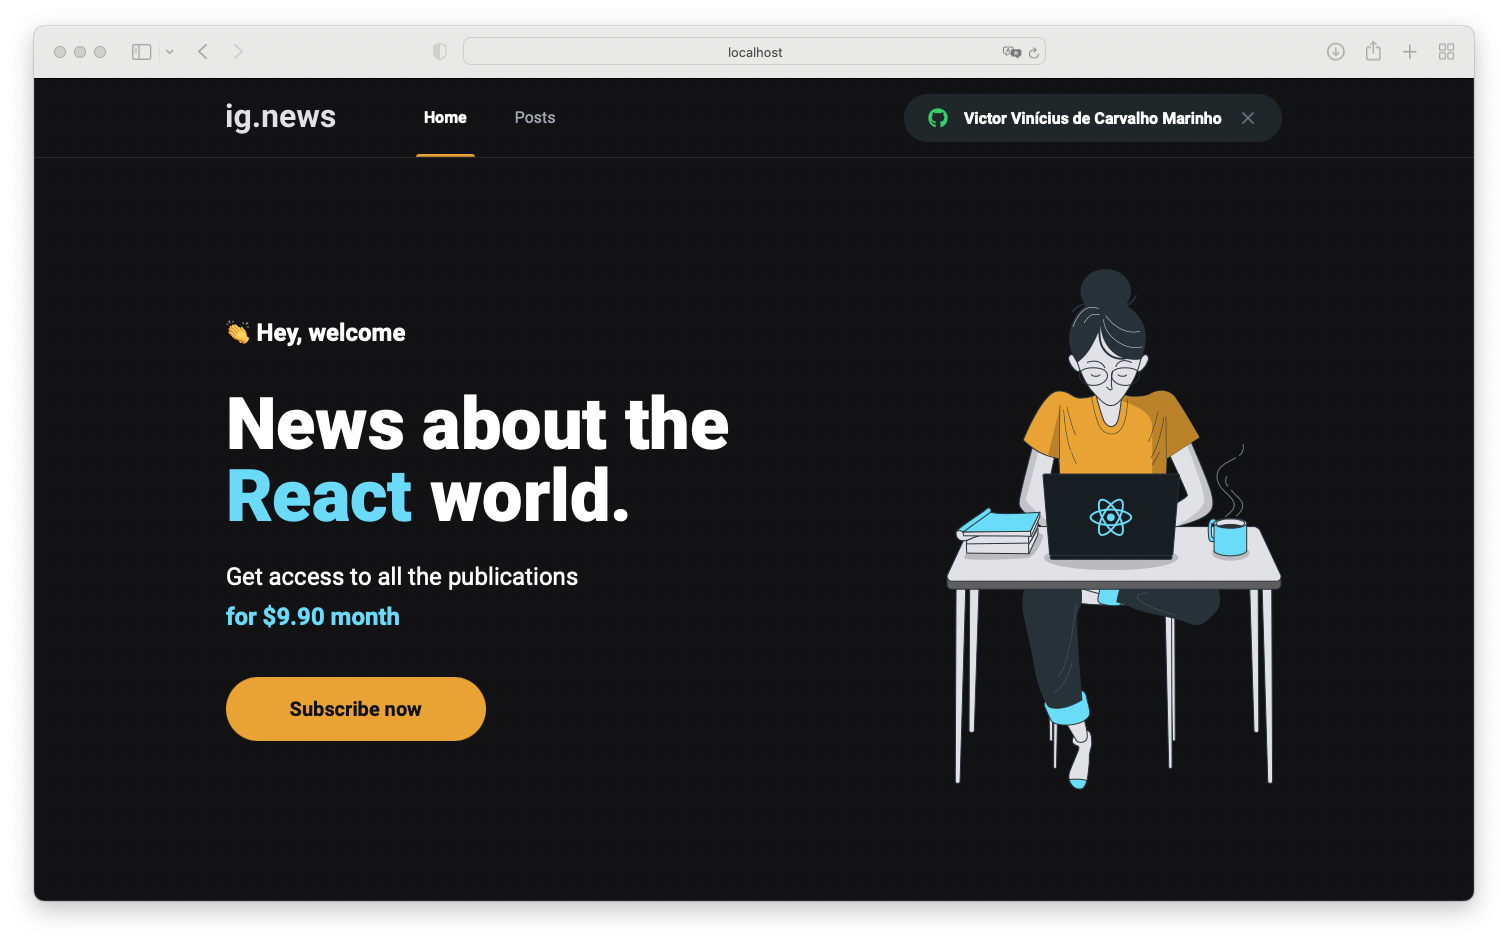 localhost
ig.news
Home
Posts
Victor Vinícius de Carvalho Marinho
👏 Hey, welcome
News about the
React world.
Get access to all the publications
for $9.90 month
Subscribe now